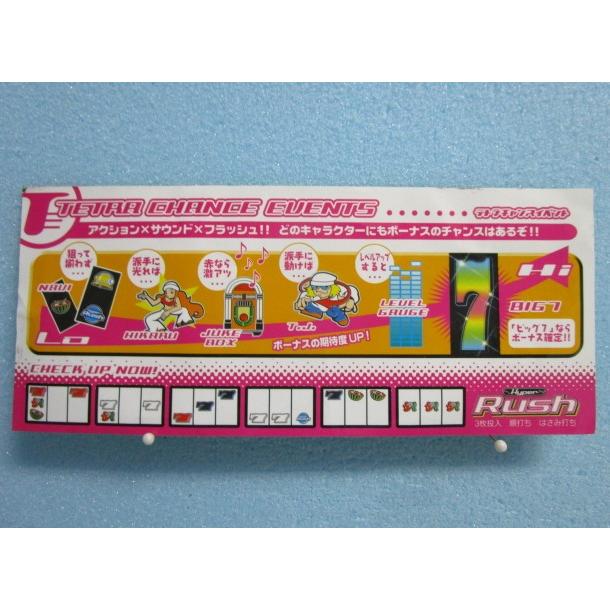 TETRA CHANCE EVENTS
テトラチャンスイベント
アクション×サウンド×フラッシュ!! どのキャラクターにもボーナスのチャンスはあるぞ!!
狙って揃わず…
派手に光れば…
赤なら激アツ…
派手に動けば…
レベルアップすると…
Hi
NAVI
HIKARU
JUKE BOX
Tech.
LEVEL GAUGE
7
BIG7
Lo
ボーナスの期待度UP!
「ビッグ7」ならボーナス確定!!
CHECK UP NOW!
Hyper
Rush
3枚投入 順打ち はさみ打ち